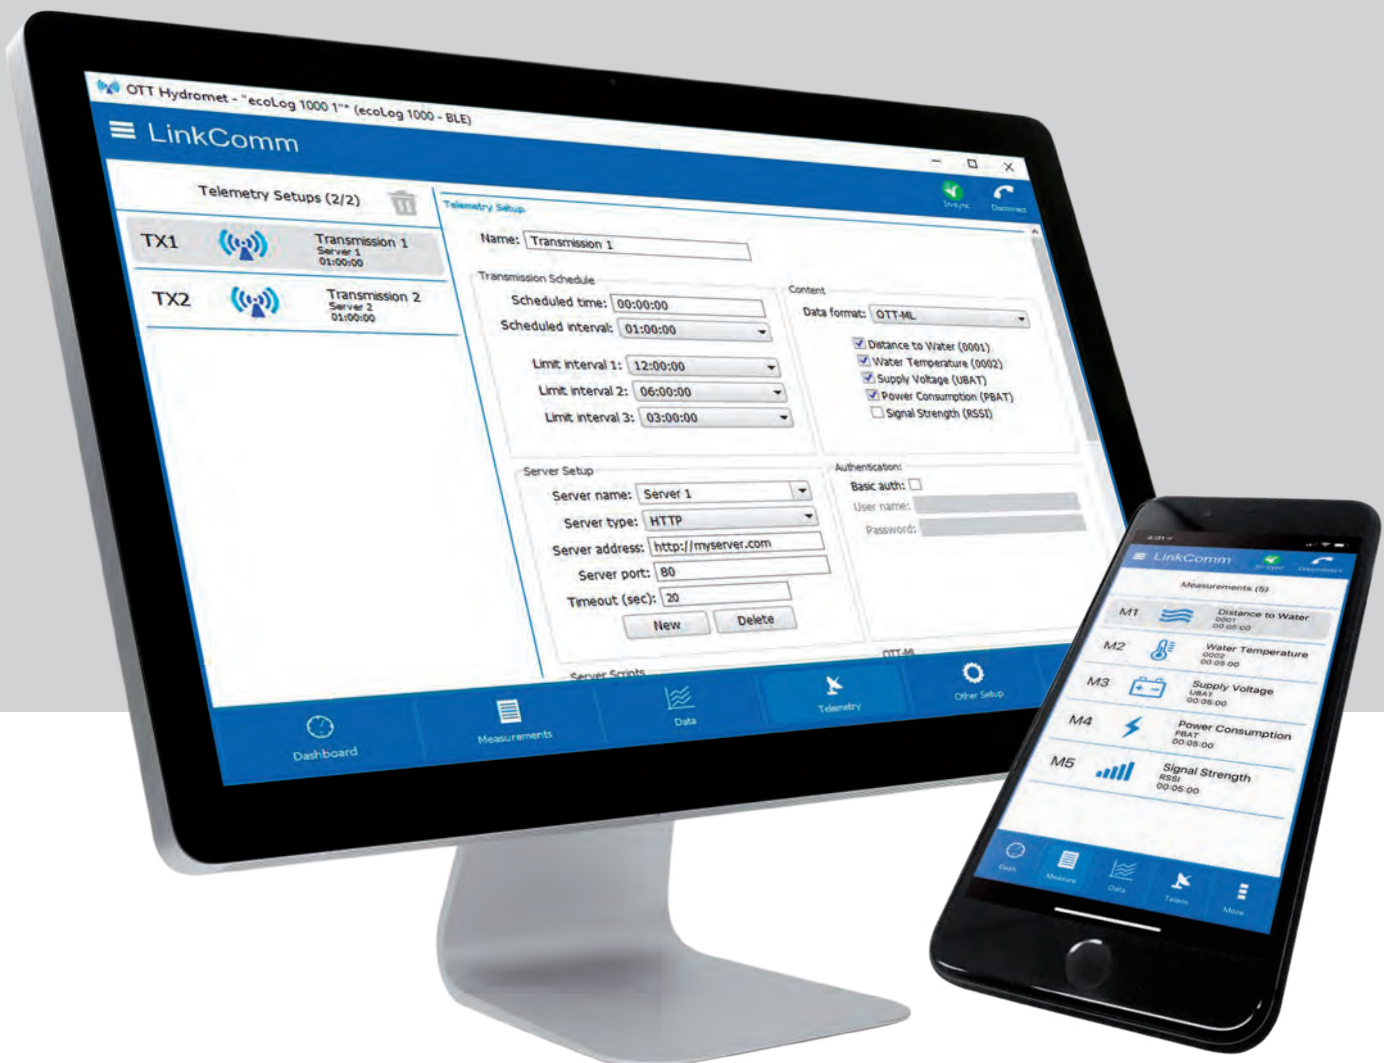 OTT Hydromet - "ecoLog 1000 1"* (ecoLog 1000 - BLE)
LinkComm
In-sync
Disconnect
Telemetry Setups (2/2)
TX1
Transmission 1
Server 1
01:00:00
TX2
Transmission 2
Server 2
01:00:00
Telemetry Setup
Name: Transmission 1
Transmission Schedule
Scheduled time: 00:00:00
Scheduled interval: 01:00:00
Limit interval 1: 12:00:00
Limit interval 2: 06:00:00
Limit interval 3: 03:00:00
Content
Data format: OTT-ML
Distance to Water (0001)
Water Temperature (0002)
Supply Voltage (UBAT)
Power Consumption (PBAT)
Signal Strength (RSSI)
Server Setup
Server name: Server 1
Server type: HTTP
Server address: http://myserver.com
Server port: 80
Timeout (sec): 20
New Delete
Authentication:
Basic auth:
User name:
Password:
Server Scripts
OTT-ML
Dashboard
Measurements
Data
Telemetry
Other Setup
4:01
LinkComm
In-sync
Disconnect
Measurements (5)
M1
Distance to Water
0001
00:05:00
M2
Water Temperature
0002
00:05:00
M3
Supply Voltage
UBAT
00:05:00
M4
Power Consumption
PBAT
00:05:00
M5
Signal Strength
RSSI
00:05:00
Dash
Measure
Data
Telem
More